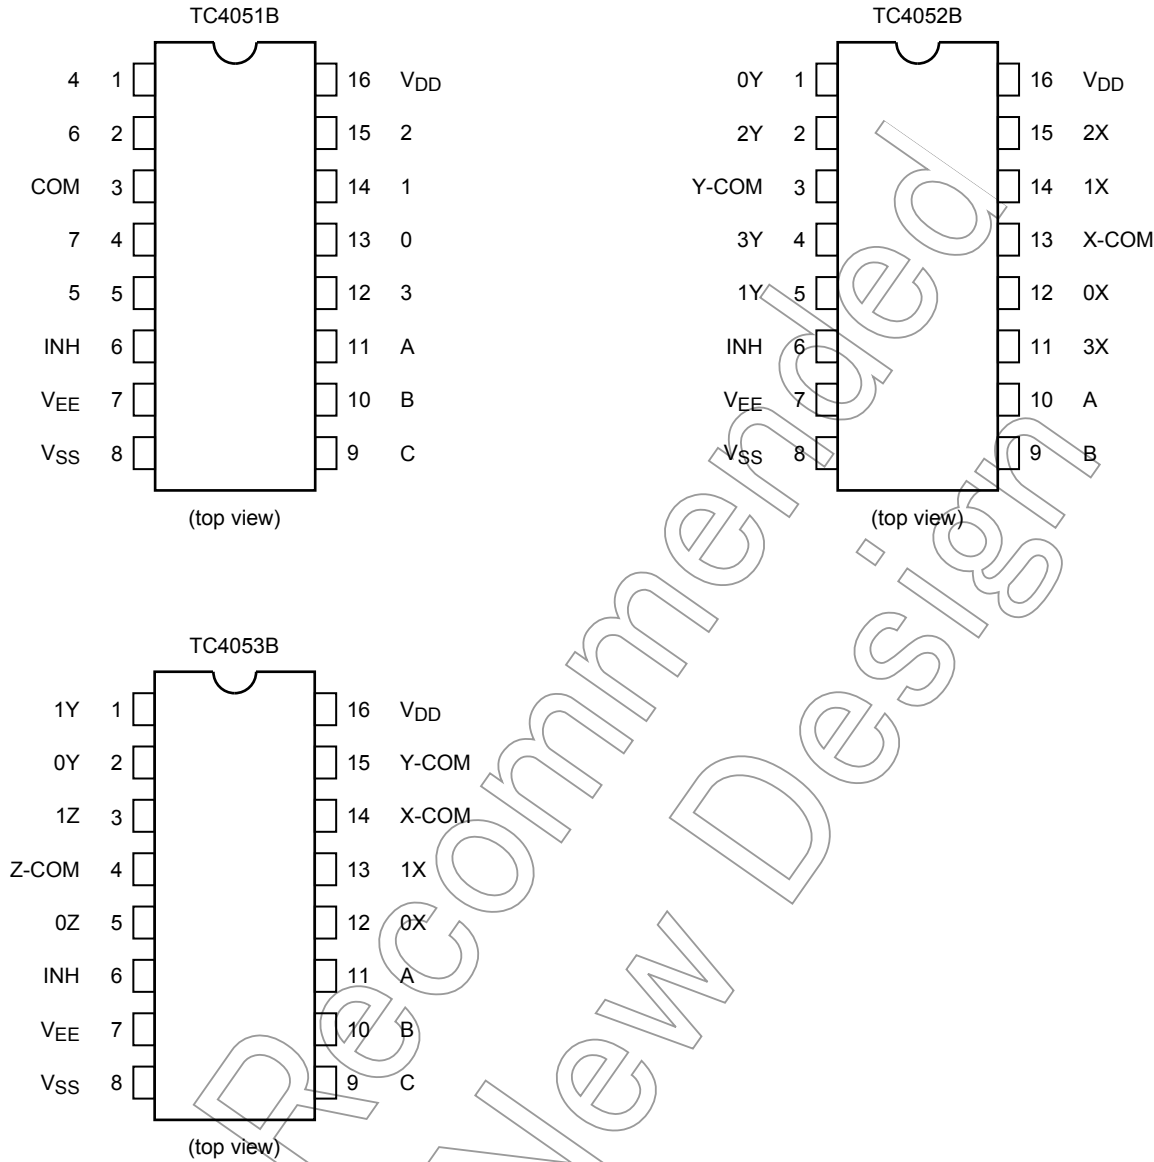 TC4051B
4 1 16 VDD
6 2 15 2
COM 3 14 1
7 4 13 0
5 5 12 3
INH 6 11 A
VEE 7 10 B
VSS 8 9 C
(top view)
TC4052B
0Y 1 16 VDD
2Y 2 15 2X
Y-COM 3 14 1X
3Y 4 13 X-COM
1Y 5 12 0X
INH 6 11 3X
VEE 7 10 A
VSS 8 9 B
(top view)
TC4053B
1Y 1 16 VDD
0Y 2 15 Y-COM
1Z 3 14 X-COM
Z-COM 4 13 1X
0Z 5 12 0X
INH 6 11 A
VEE 7 10 B
VSS 8 9 C
(top view)
Recommended
New Design